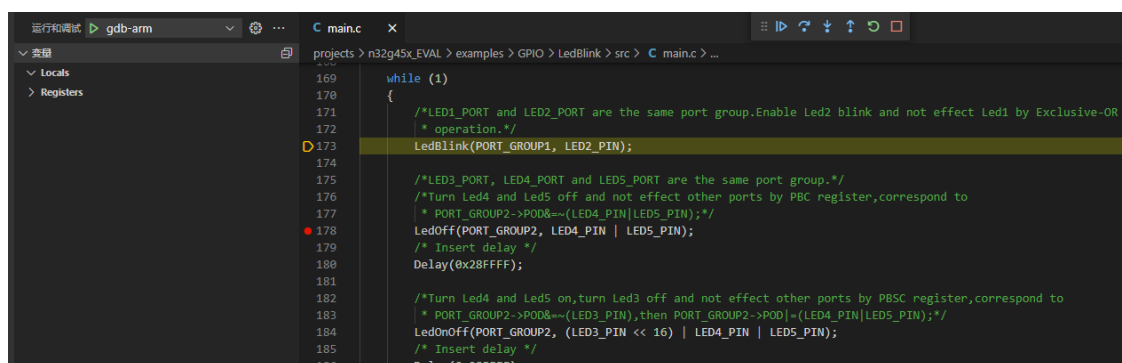 运行和调试 gdb-arm
变量
Locals
Registers
main.c
projects > n32g45x_EVAL > examples > GPIO > LedBlink > src > C main.c > ...
169 while (1)
170 {
171 /*LED1_PORT and LED2_PORT are the same port group.Enable Led2 blink and not effect Led1 by Exclusive-OR
172 * operation.*/
173 LedBlink(PORT_GROUP1, LED2_PIN);
174
175 /*LED3_PORT, LED4_PORT and LED5_PORT are the same port group.*/
176 /*Turn Led4 and Led5 off and not effect other ports by PBC register,correspond to
177 * PORT_GROUP2->POD&=~(LED4_PIN|LED5_PIN);*/
178 LedOff(PORT_GROUP2, LED4_PIN | LED5_PIN);
179 /* Insert delay */
180 Delay(0x28FFFF);
181
182 /*Turn Led4 and Led5 on,turn Led3 off and not effect other ports by PBSC register,correspond to
183 * PORT_GROUP2->POD&=~(LED3_PIN),then PORT_GROUP2->POD|=(LED4_PIN|LED5_PIN);*/
184 LedOnOff(PORT_GROUP2, (LED3_PIN << 16) | LED4_PIN | LED5_PIN);
185 /* Insert delay */